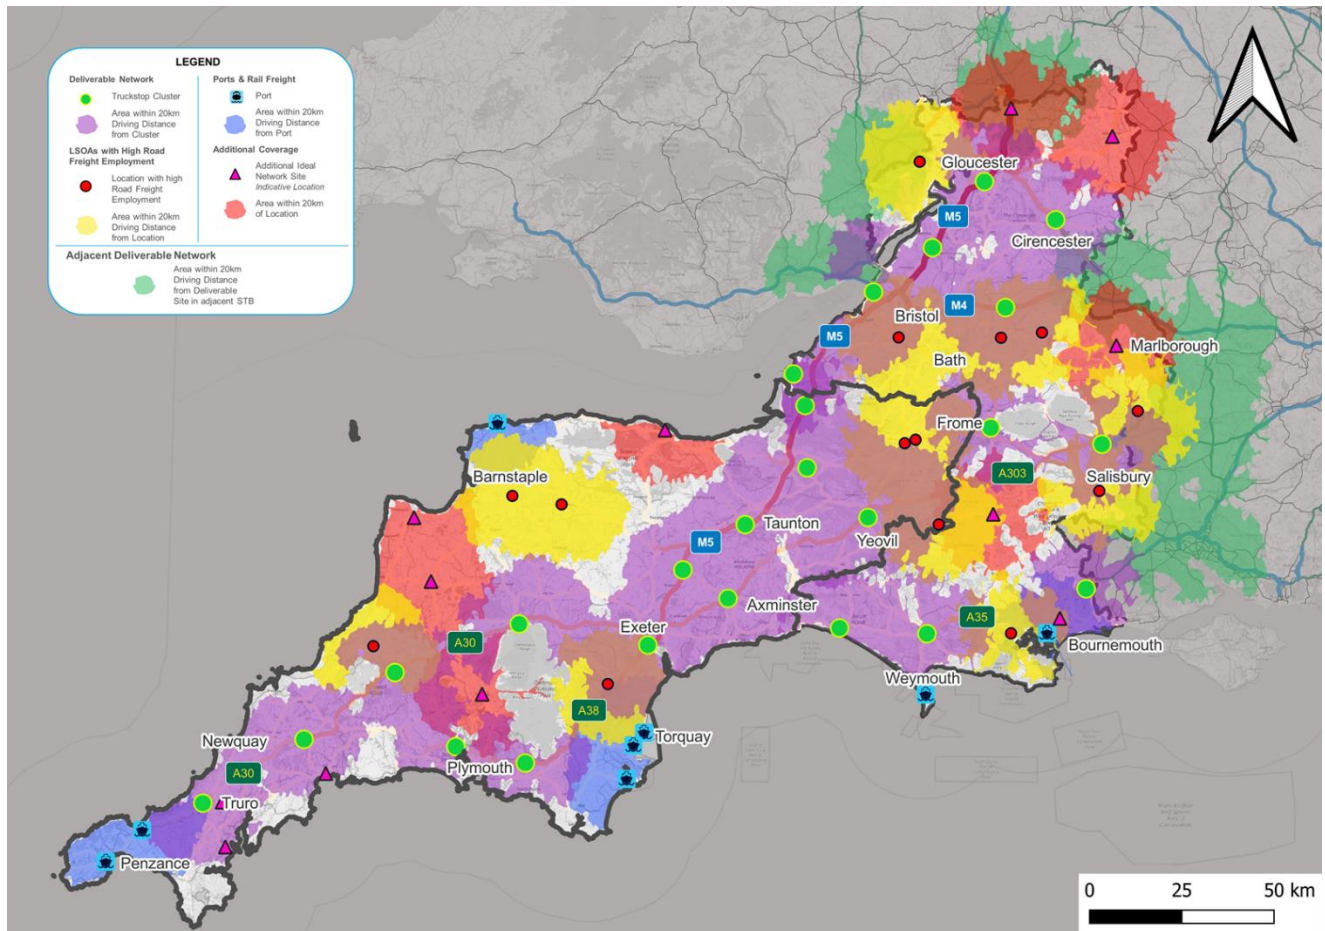 LEGEND
Deliverable Network
Truckstop Cluster
Area within 20km
Driving Distance
from Cluster
LSOAs with High Road
Freight Employment
Location with high
Road Freight
Employment
Area within 20km
Driving Distance
from Location
Ports & Rail Freight
Port
Area within 20km
Driving Distance
from Port
Additional Coverage
Additional Ideal
Network Site
Indicative Location
Area within 20km
of Location
Adjacent Deliverable Network
Area within 20km
Driving Distance
from Deliverable
Site in adjacent STB
Gloucester
M5
Cirencester
M4
Bristol
M5
Bath
Marlborough
Frome
Barnstaple
A303
Salisbury
Taunton
M5
Yeovil
Axminster
A35
Exeter
A30
Bournemouth
Weymouth
A38
Torquay
Newquay
Plymouth
A30
Truro
Penzance
0 25 50 km